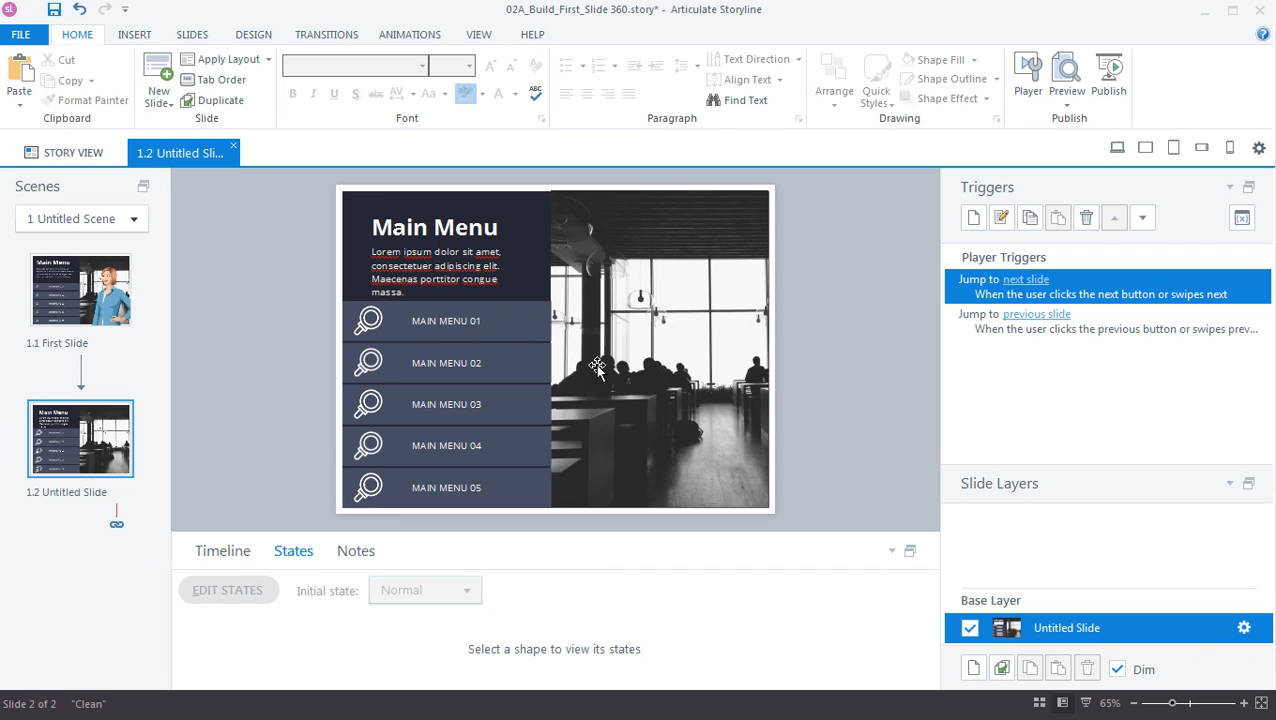 sL
02A_Build_First_Slide 360.story* - Articulate Storyline
FILE HOME INSERT SLIDES DESIGN TRANSITIONS ANIMATIONS VIEW HELP
Paste
Cut
Copy
Format Painter
Clipboard
New Slide
Apply Layout
Tab Order
Duplicate
Slide
B I U S abc AV Aa A
ABC
Font
Text Direction
Align Text
Find Text
Paragraph
Arrange
Quick Styles
Shape Fill
Shape Outline
Shape Effect
Drawing
Player
Preview
Publish
Publish
STORY VIEW
1.2 Untitled Sli...
Scenes
1 Untitled Scene
1.1 First Slide
1.2 Untitled Slide
Main Menu
Lorem ipsum dolor sit amet,
consectetuer adipiscing elit.
Maecenas porttitor congue
massa.
MAIN MENU 01
MAIN MENU 02
MAIN MENU 03
MAIN MENU 04
MAIN MENU 05
Timeline States Notes
EDIT STATES Initial state: Normal
Select a shape to view its states
Triggers
Player Triggers
Jump to next slide
When the user clicks the next button or swipes next
Jump to previous slide
When the user clicks the previous button or swipes prev...
Slide Layers
Base Layer
Untitled Slide
Dim
Slide 2 of 2 "Clean" 65%